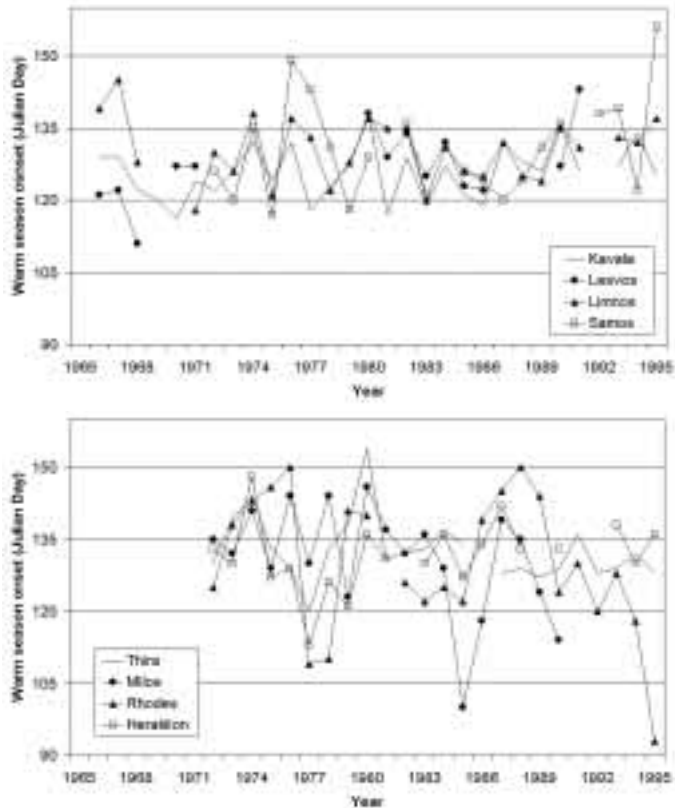 Warm season onset (Julian Day)
150
135
120
105
90
Kavala
Lesvos
Limnos
Samos
1965 1968 1971 1974 1977 1980 1983 1986 1989 1992 1995
Year
Warm season onset (Julian Day)
150
135
120
105
90
Thira
Milos
Rhodes
Heraklion
1965 1968 1971 1974 1977 1980 1983 1986 1989 1992 1995
Year